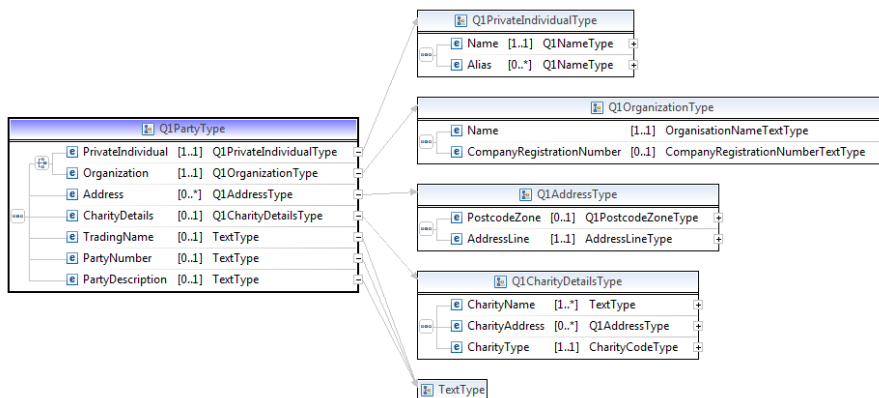 Q1PrivateIndividualType
Name [1..1] Q1NameType
Alias [0..*] Q1NameType
Q1OrganizationType
Name [1..1] OrganisationNameTextType
CompanyRegistrationNumber [0..1] CompanyRegistrationNumberTextType
Q1PartyType
PrivateIndividual [1..1] Q1PrivateIndividualType
Organization [1..1] Q1OrganizationType
Address [0..*] Q1AddressType
CharityDetails [0..1] Q1CharityDetailsType
TradingName [0..1] TextType
PartyNumber [0..1] TextType
PartyDescription [0..1] TextType
Q1AddressType
PostcodeZone [0..1] Q1PostcodeZoneType
AddressLine [1..1] AddressLineType
Q1CharityDetailsType
CharityName [1..*] TextType
CharityAddress [0..*] Q1AddressType
CharityType [1..1] CharityCodeType
TextType